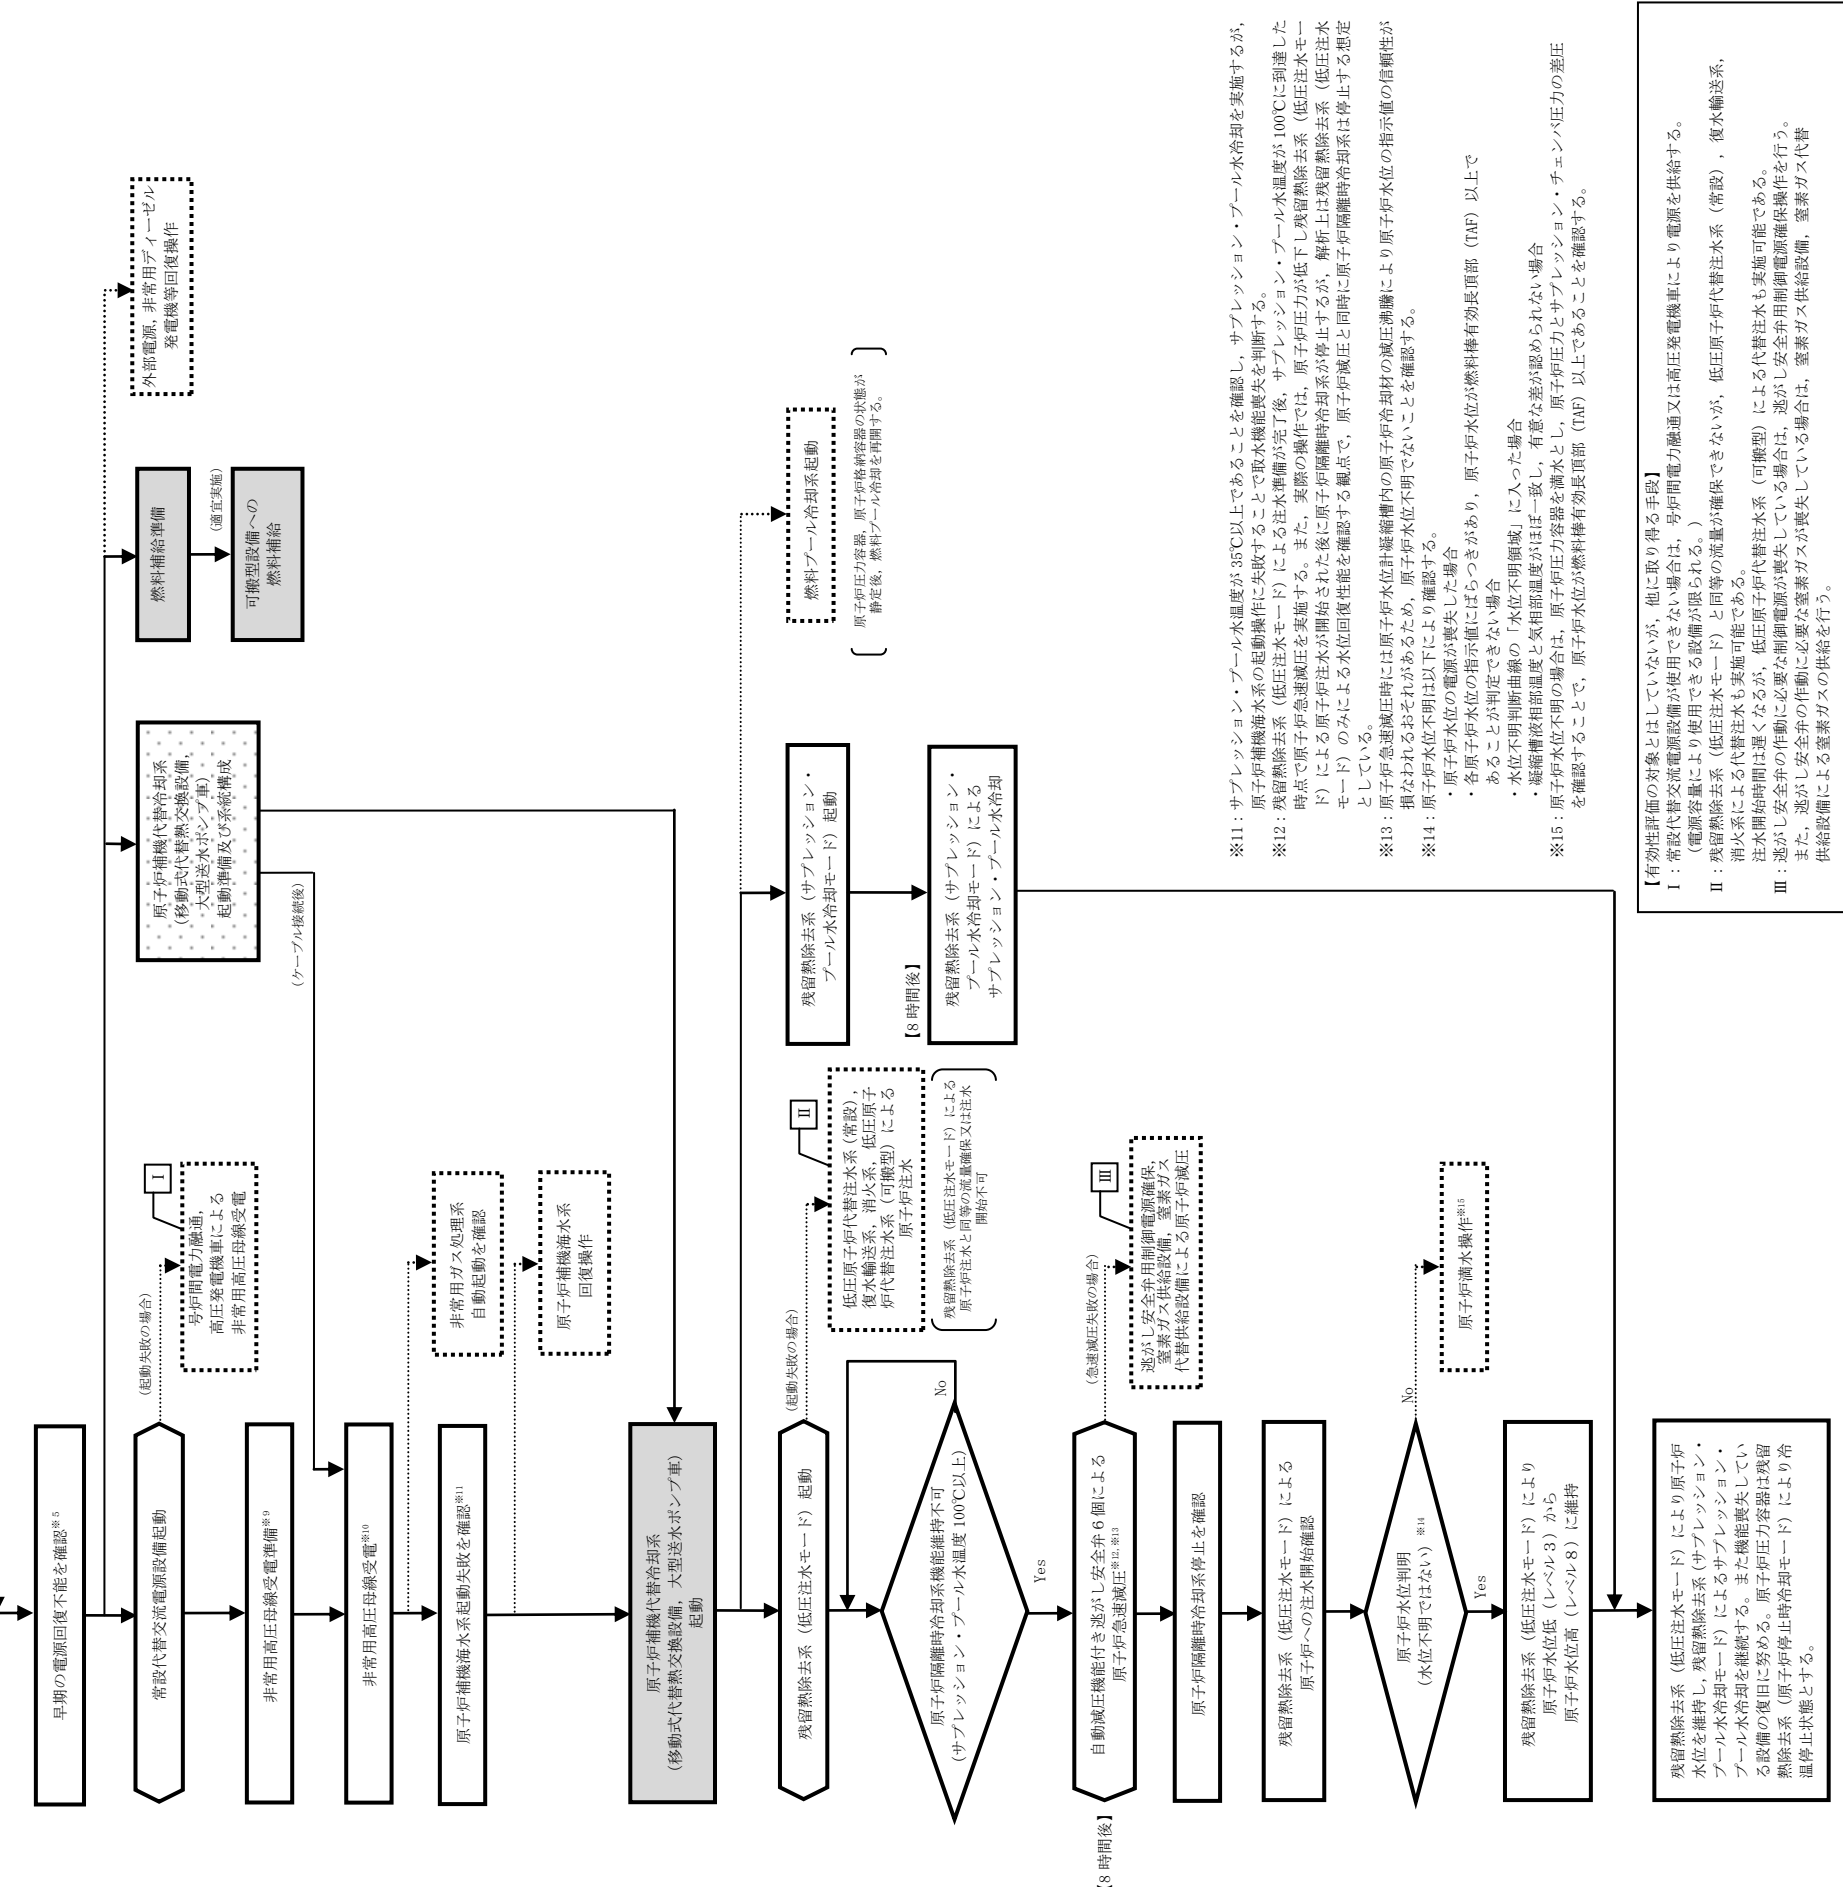 早期の電源回復不能を確認※5
常設代替交流電源設備起動
(起動失敗の場合)
Ⅰ
号炉間電力融通,
高圧発電機車による
非常用高圧母線受電
非常用高圧母線受電準備※9
非常用高圧母線受電※10
非常用ガス処理系
自動起動を確認
原子炉補機海水系起動失敗を確認※11
原子炉補機海水系
回復操作
原子炉補機代替冷却系
(移動式代替熱交換設備,
大型送水ポンプ車)
起動準備及び系統構成
(ケーブル接続後)
燃料補給準備
(適宜実施)
可搬型設備への
燃料補給
外部電源,非常用ディーゼル
発電機等回復操作
原子炉補機代替冷却系
(移動式代替熱交換設備,大型送水ポンプ車)
起動
残留熱除去系(低圧注水モード)起動
(起動失敗の場合)
Ⅱ
低圧原子炉代替注水系(常設),
復水輸送系,消火系,低圧原子
炉代替注水系(可搬型)による
原子炉注水
残留熱除去系(低圧注水モード)による
原子炉注水と同等の流量確保又は注水
開始不可
残留熱除去系(サプレッション・
プール水冷却モード)起動
【8 時間後】
残留熱除去系(サプレッション・
プール水冷却モード)による
サプレッション・プール水冷却
燃料プール冷却系起動
原子炉圧力容器,原子炉格納容器の状態が
静定後,燃料プール冷却を再開する。
No
原子炉隔離時冷却系機能維持不可
(サプレッション・プール水温度 100℃以上)
Yes
【8 時間後】
自動減圧機能付き逃がし安全弁6個による
原子炉急速減圧※12,※13
(急速減圧失敗の場合)
Ⅲ
逃がし安全弁用制御電源確保,
窒素ガス供給設備,窒素ガス
代替供給設備による原子炉減圧
原子炉隔離時冷却系停止を確認
残留熱除去系(低圧注水モード)による
原子炉への注水開始確認
原子炉水位判明
(水位不明ではない)※14
No
原子炉満水操作※15
Yes
残留熱除去系(低圧注水モード)により
原子炉水位低(レベル3)から
原子炉水位高(レベル8)に維持
残留熱除去系(低圧注水モード)により原子炉
水位を維持し,残留熱除去系(サプレッション・
プール水冷却モード)によるサプレッション・
プール水冷却を継続する。また機能喪失してい
る設備の復旧に努める。原子炉圧力容器は残留
熱除去系(原子炉停止時冷却モード)により冷
温停止状態とする。
※11:サプレッション・プール水温度が 35℃以上であることを確認し,サプレッション・プール水冷却を実施するが,
原子炉補機海水系の起動操作に失敗することで取水機能喪失を判断する。
※12:残留熱除去系(低圧注水モード)による注水準備が完了後,サプレッション・プール水温度が 100℃に到達した
時点で原子炉急速減圧を実施する。また,実際の操作では,原子炉圧力が低下し残留熱除去系(低圧注水モー
ド)による原子炉注水が開始された後に原子炉隔離時冷却系が停止するが,解析上は残留熱除去系(低圧注水
モード)のみによる水位回復性能を確認する観点で,原子炉減圧と同時に原子炉隔離時冷却系は停止する想定
としている。
※13:原子炉急速減圧時には原子炉水位計凝縮槽内の原子炉冷却材の減圧沸騰により原子炉水位の指示値の信頼性が
損なわれるおそれがあるため,原子炉水位不明でないことを確認する。
※14:原子炉水位不明は以下により確認する。
・原子炉水位の電源が喪失した場合
・各原子炉水位の指示値にばらつきがあり,原子炉水位が燃料棒有効長頂部(TAF)以上で
あることが判定できない場合
・水位不明判断曲線の「水位不明領域」に入った場合
・凝縮槽液相部温度と気相部温度がほぼ一致し,有意な差が認められない場合
※15:原子炉水位不明の場合は,原子炉圧力容器を満水とし,原子炉圧力とサプレッション・チェンバ圧力の差圧
を確認することで,原子炉水位が燃料棒有効長頂部(TAF)以上であることを確認する。
【有効性評価の対象とはしていないが,他に取り得る手段】
Ⅰ:常設代替交流電源設備が使用できない場合は,号炉間電力融通又は高圧発電機車により電源を供給する。
(電源容量により使用できる設備が限られる。)
Ⅱ:残留熱除去系(低圧注水モード)と同等の流量が確保できないが,低圧原子炉代替注水系(常設),復水輸送系,
消火系による代替注水も実施可能である。
注水開始時間は遅くなるが,低圧原子炉代替注水系(可搬型)による代替注水も実施可能である。
Ⅲ:逃がし安全弁の作動に必要な制御電源が喪失している場合は,逃がし安全弁用制御電源確保操作を行う。
また,逃がし安全弁の作動に必要な窒素ガスが喪失している場合は,窒素ガス供給設備,窒素ガス代替
供給設備による窒素ガスの供給を行う。